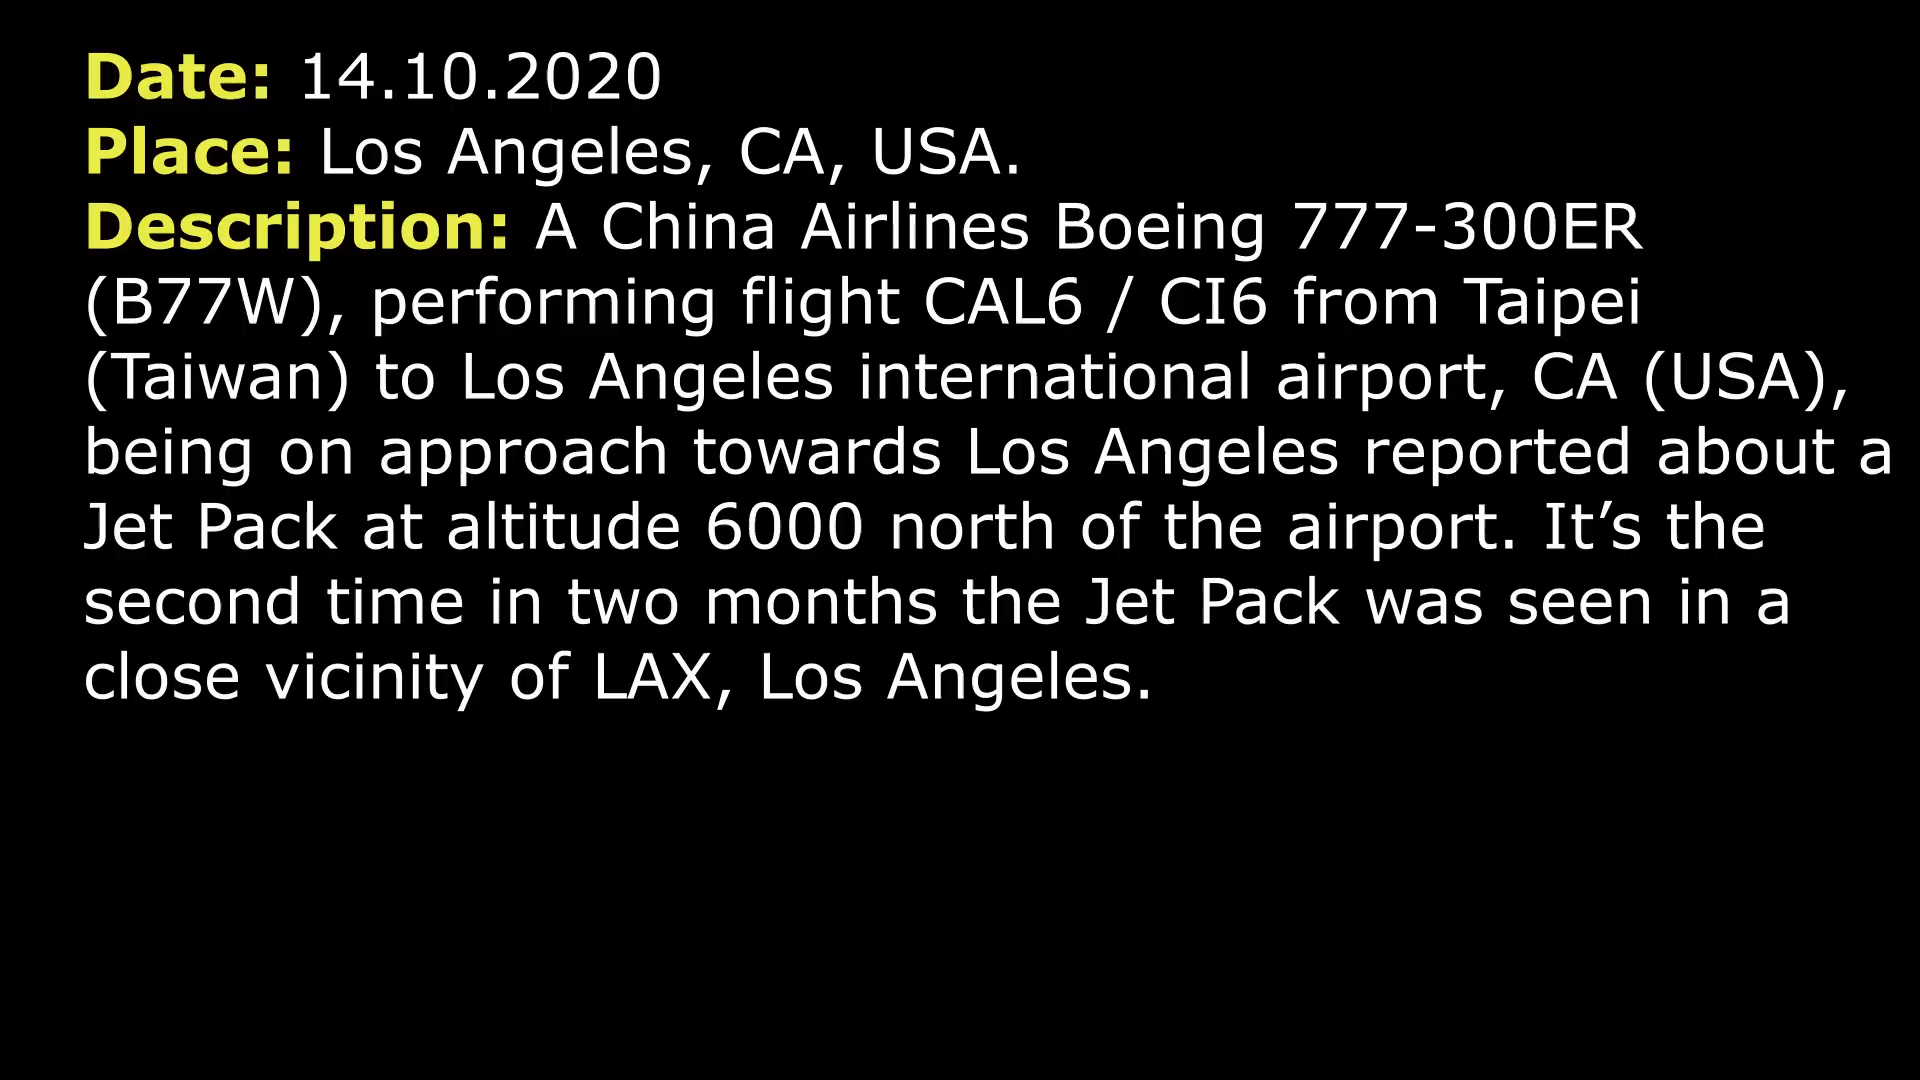 Date: 14.10.2020
Place: Los Angeles, CA, USA.
Description: A China Airlines Boeing 777-300ER
(B77W), performing flight CAL6 / CI6 from Taipei
(Taiwan) to Los Angeles international airport, CA (USA),
being on approach towards Los Angeles reported about a
Jet Pack at altitude 6000 north of the airport. It’s the
second time in two months the Jet Pack was seen in a
close vicinity of LAX, Los Angeles.